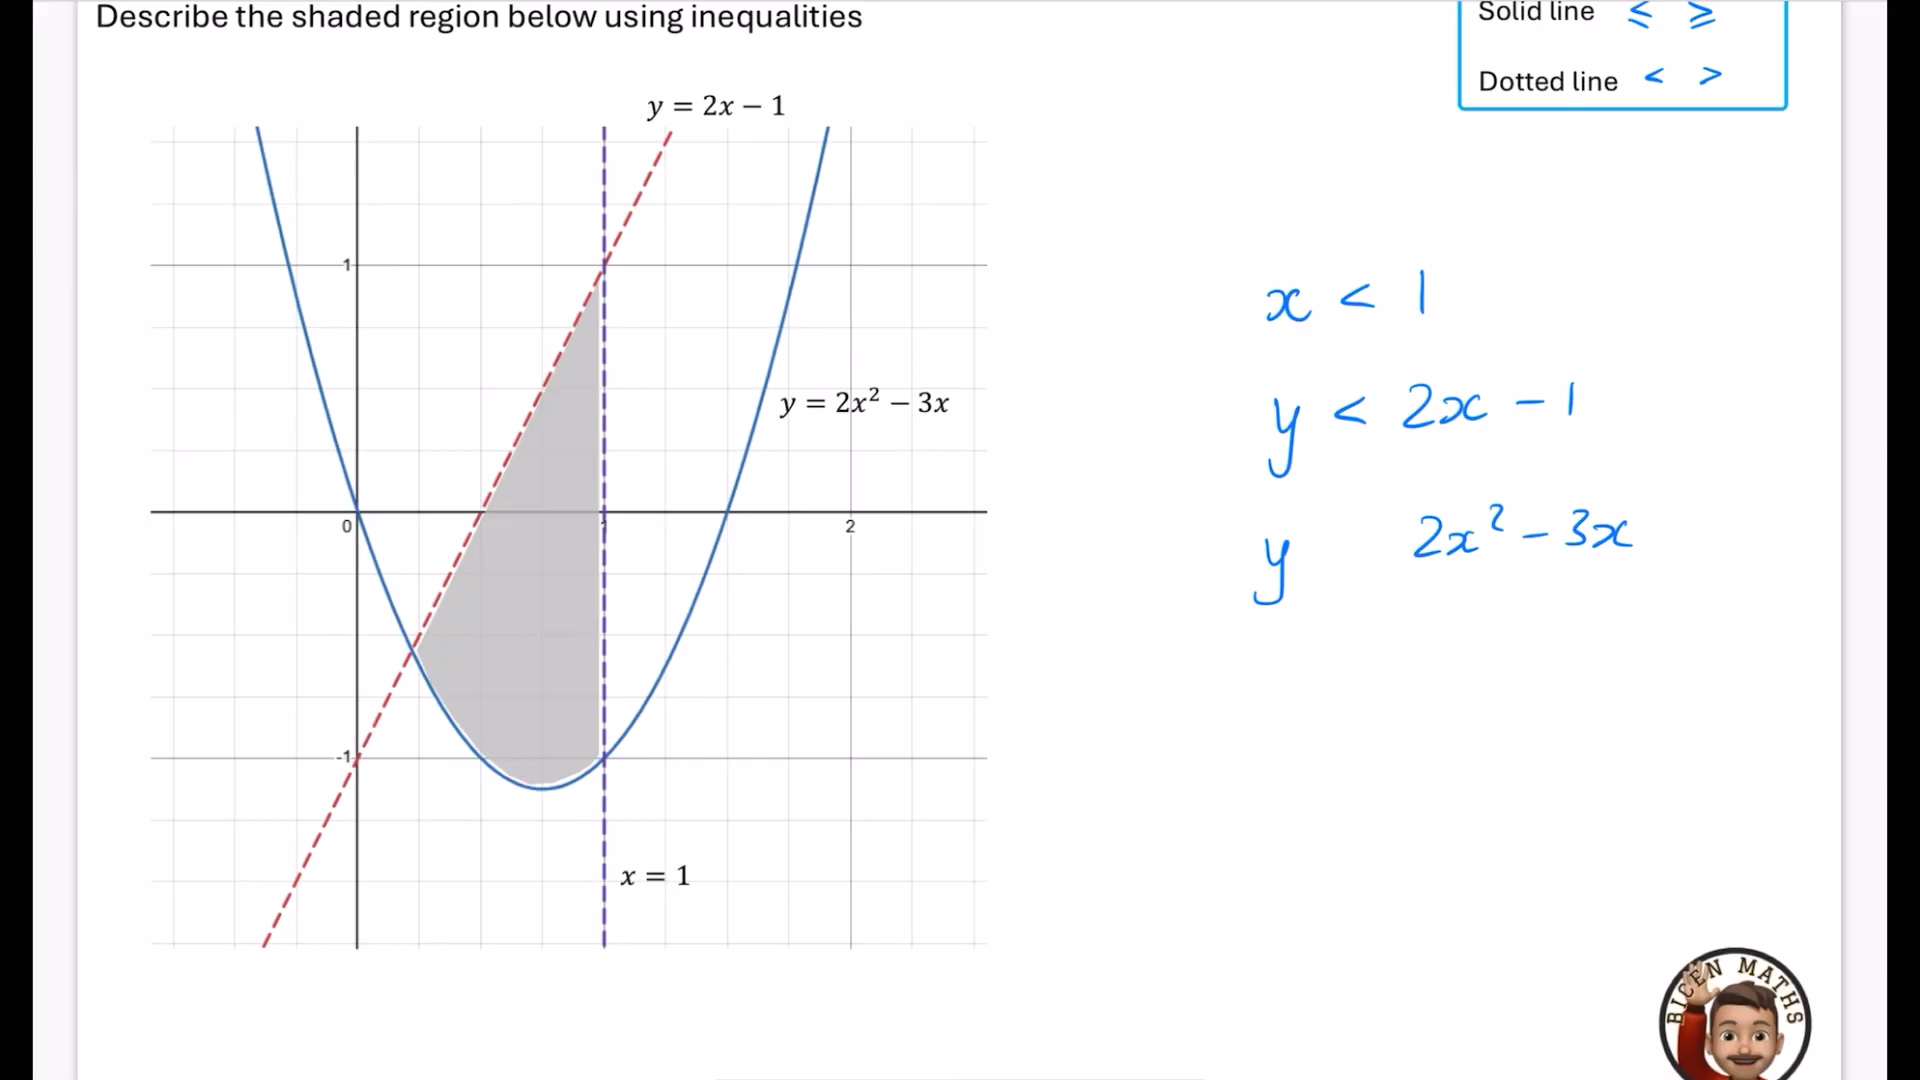 Describe the shaded region below using inequalities
Solid line ⩽ ⩾
Dotted line < >
y = 2x − 1
1
x < 1
y = 2x² − 3x
y < 2x − 1
0
1
2
y 2x² − 3x
-1
x = 1
BICEN MATHS